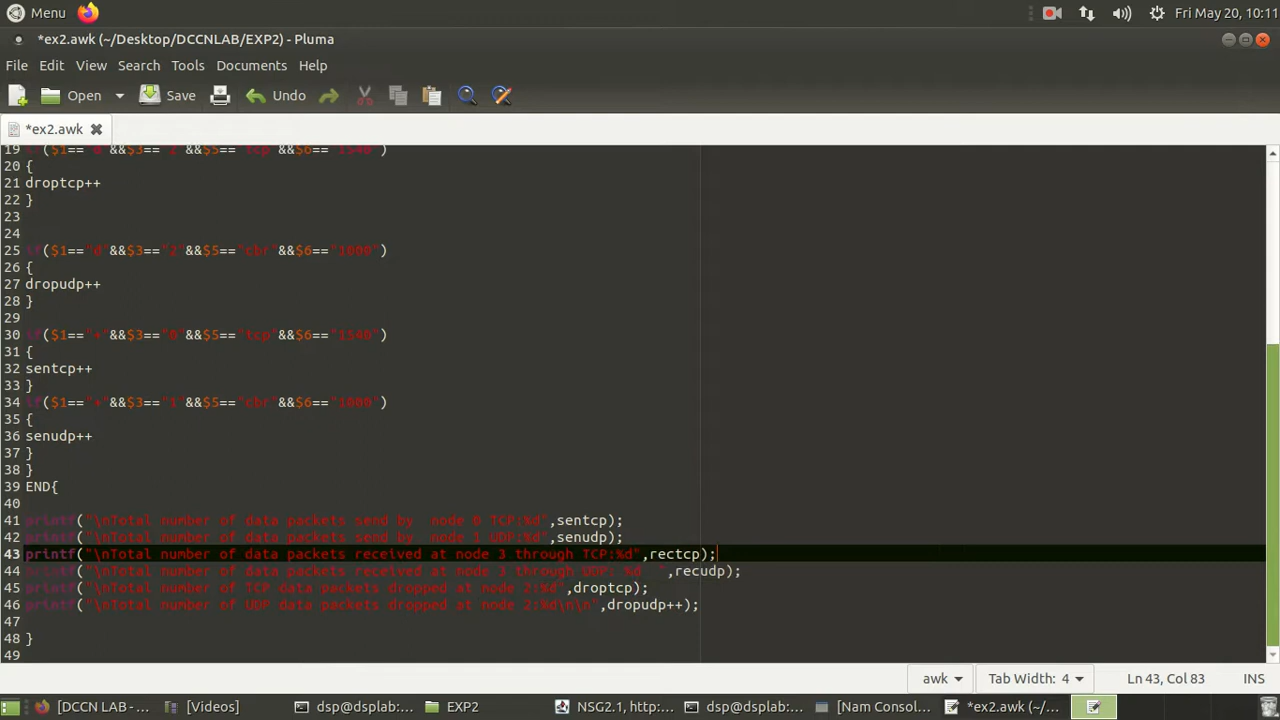 Menu
Fri May 20, 10:11
*ex2.awk (~/Desktop/DCCNLAB/EXP2) - Pluma
File Edit View Search Tools Documents Help
Open Save Undo
*ex2.awk
19 if($1=="d"&&$3=="2"&&$5=="tcp"&&$6=="1540")
20 {
21 droptcp++
22 }
23
24
25 if($1=="d"&&$3=="2"&&$5=="cbr"&&$6=="1000")
26 {
27 dropudp++
28 }
29
30 if($1=="+"&&$3=="0"&&$5=="tcp"&&$6=="1540")
31 {
32 sentcp++
33 }
34 if($1=="+"&&$3=="1"&&$5=="cbr"&&$6=="1000")
35 {
36 senudp++
37 }
38 }
39 END{
40
41 printf("\nTotal number of data packets send by  node 0 TCP:%d",sentcp);
42 printf("\nTotal number of data packets send by  node 1 UDP:%d",senudp);
43 printf("\nTotal number of data packets received at node 3 through TCP:%d",rectcp);
44 printf("\nTotal number of data packets received at node 3 through UDP: %d  ",recudp);
45 printf("\nTotal number of TCP data packets dropped at node 2:%d",droptcp);
46 printf("\nTotal number of UDP data packets dropped at node 2:%d\n\n",dropudp++);
47
48 }
49
awk Tab Width: 4 Ln 43, Col 83 INS
[DCCN LAB - ... [Videos] dsp@dsplab:... EXP2 NSG2.1, http:... dsp@dsplab:... [Nam Consol... *ex2.awk (~/...